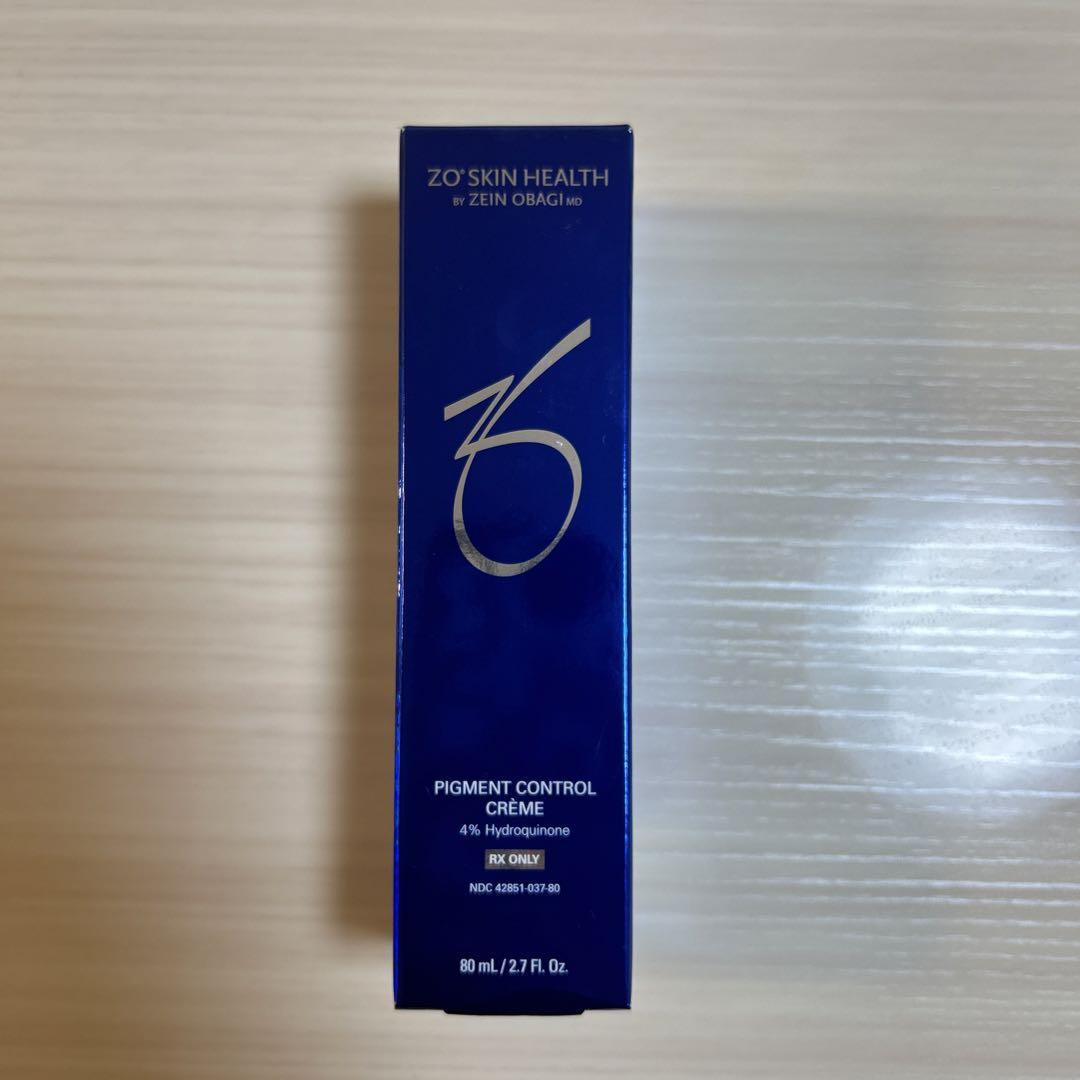 ZO® SKIN HEALTH
BY ZEIN OBAGI MD
PIGMENT CONTROL
CRÈME
4% Hydroquinone
RX ONLY
NDC 42851-037-80
80 mL / 2.7 Fl. Oz.